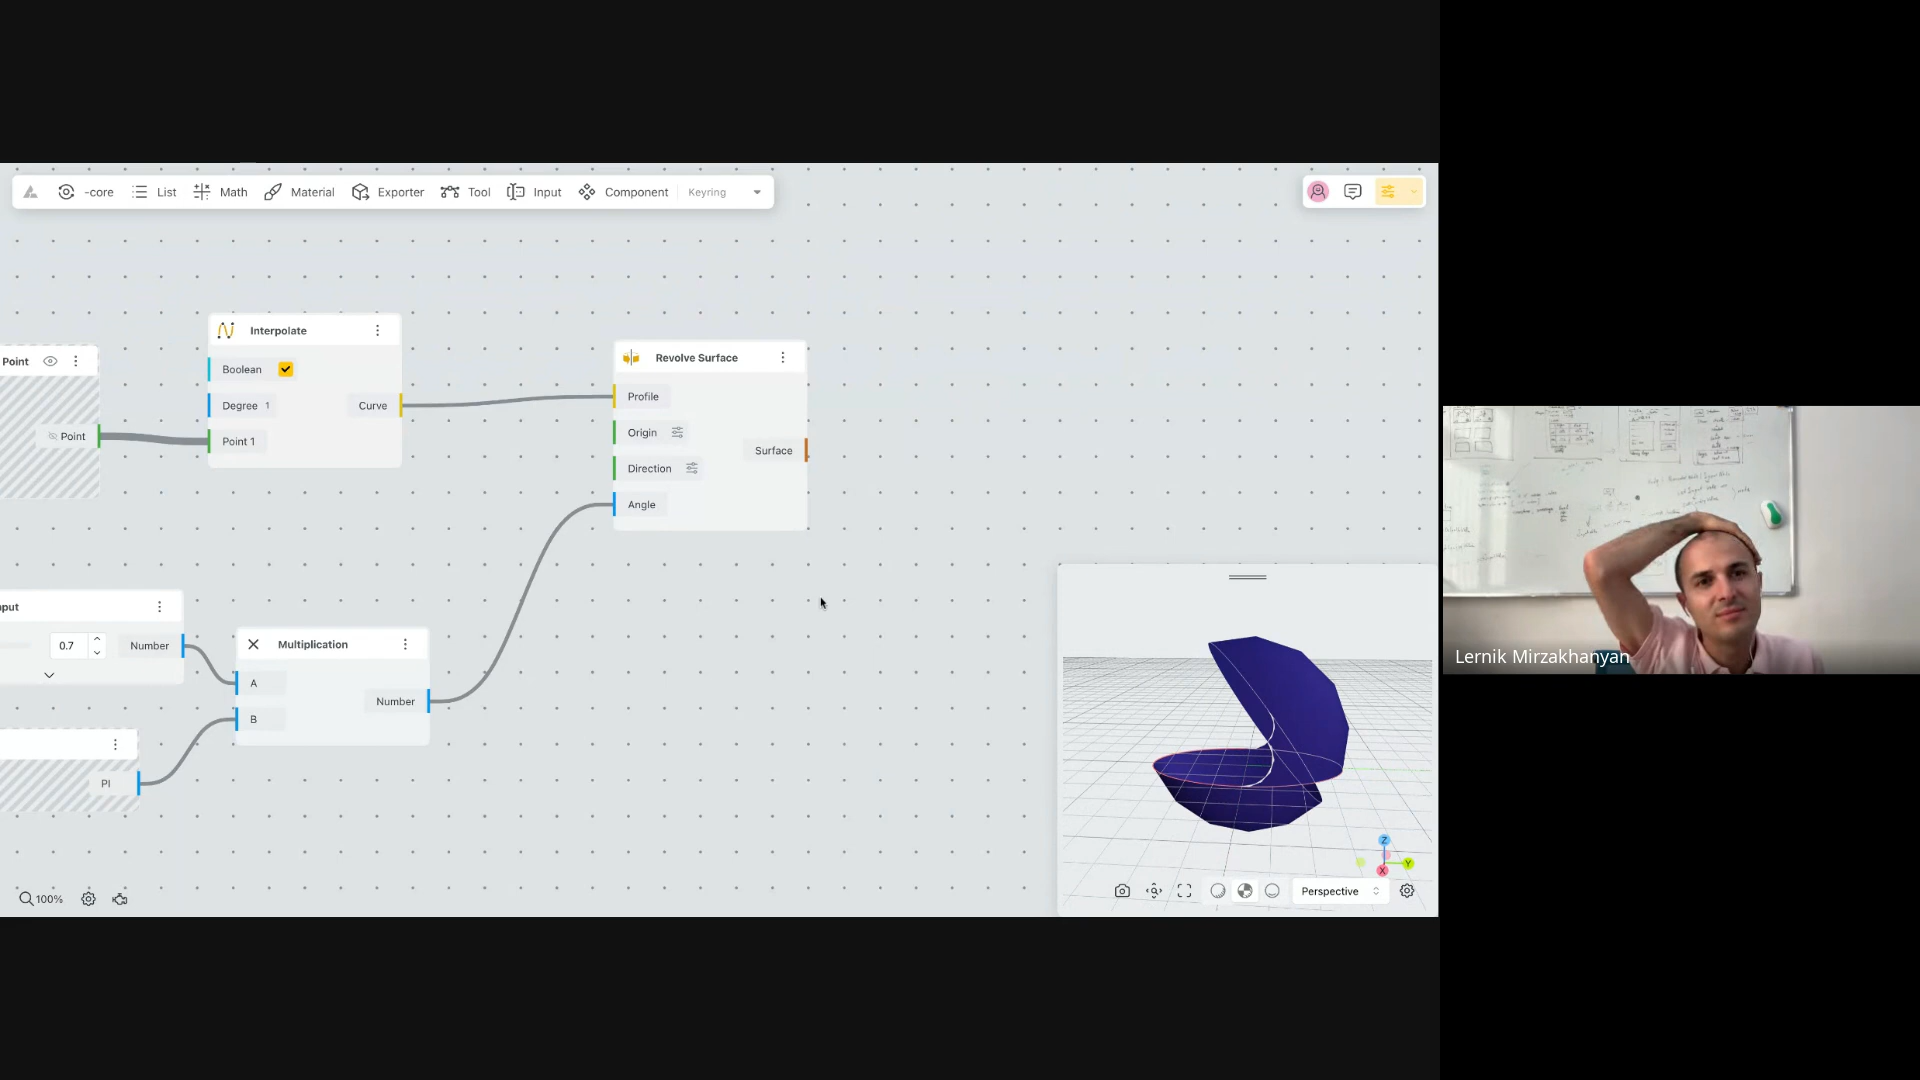 -core List Math Material Exporter Tool Input Component Keyring
Interpolate
Boolean
Degree 1
Curve
Point 1
Point
Point
Revolve Surface
Profile
Origin
Surface
Direction
Angle
0.7
Number
Multiplication
A
Number
B
PI
100%
Z
Y
X
Perspective
Lernik Mirzakhanyan